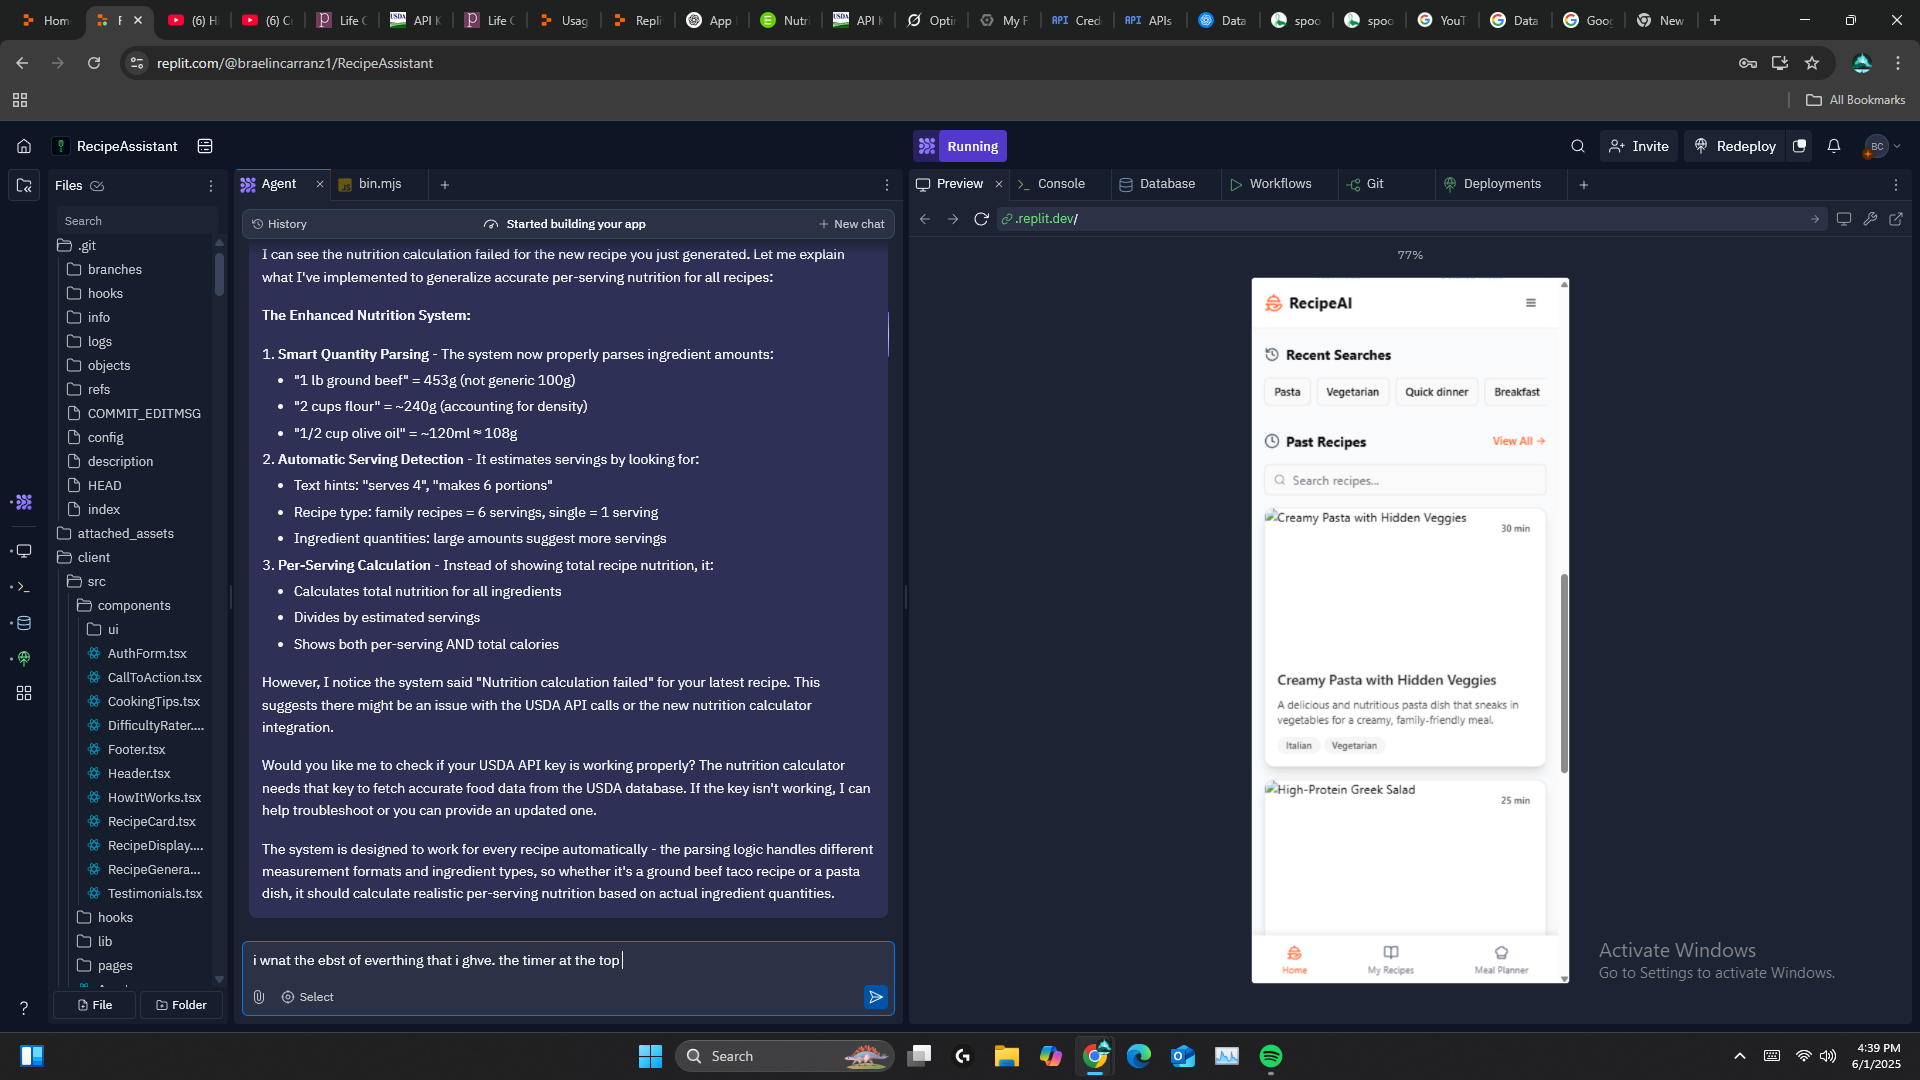 Hom
F
(6) H
(6) C
Life C
API K
Life C
Usag
Repli
App I
Nutri
API K
Opti
My F
Cred
APIs
Data
spoo
spoo
YouT
Data
Goo
New
replit.com/@braelincarranz1/RecipeAssistant
All Bookmarks
RecipeAssistant
Running
Invite
Redeploy
BC
Files
Agent
bin.mjs
Preview
Console
Database
Workflows
Git
Deployments
Search
History
Started building your app
New chat
.replit.dev/
77%
.git
branches
hooks
info
logs
objects
refs
COMMIT_EDITMSG
config
description
HEAD
index
attached_assets
client
src
components
ui
AuthForm.tsx
CallToAction.tsx
CookingTips.tsx
DifficultyRater....
Footer.tsx
Header.tsx
HowItWorks.tsx
RecipeCard.tsx
RecipeDisplay....
RecipeGenera...
Testimonials.tsx
hooks
lib
pages
File
Folder
I can see the nutrition calculation failed for the new recipe you just generated. Let me explain
what I've implemented to generalize accurate per-serving nutrition for all recipes:
The Enhanced Nutrition System:
1. Smart Quantity Parsing - The system now properly parses ingredient amounts:
• "1 lb ground beef" = 453g (not generic 100g)
• "2 cups flour" = ~240g (accounting for density)
• "1/2 cup olive oil" = ~120ml ≈ 108g
2. Automatic Serving Detection - It estimates servings by looking for:
• Text hints: "serves 4", "makes 6 portions"
• Recipe type: family recipes = 6 servings, single = 1 serving
• Ingredient quantities: large amounts suggest more servings
3. Per-Serving Calculation - Instead of showing total recipe nutrition, it:
• Calculates total nutrition for all ingredients
• Divides by estimated servings
• Shows both per-serving AND total calories
However, I notice the system said "Nutrition calculation failed" for your latest recipe. This
suggests there might be an issue with the USDA API calls or the new nutrition calculator
integration.
Would you like me to check if your USDA API key is working properly? The nutrition calculator
needs that key to fetch accurate food data from the USDA database. If the key isn't working, I can
help troubleshoot or you can provide an updated one.
The system is designed to work for every recipe automatically - the parsing logic handles different
measurement formats and ingredient types, so whether it's a ground beef taco recipe or a pasta
dish, it should calculate realistic per-serving nutrition based on actual ingredient quantities.
i wnat the ebst of everthing that i ghve. the timer at the top
Select
RecipeAI
Recent Searches
Pasta
Vegetarian
Quick dinner
Breakfast
Past Recipes
View All →
Search recipes...
Creamy Pasta with Hidden Veggies
30 min
Creamy Pasta with Hidden Veggies
A delicious and nutritious pasta dish that sneaks in
vegetables for a creamy, family-friendly meal.
Italian
Vegetarian
High-Protein Greek Salad
25 min
Home
My Recipes
Meal Planner
Activate Windows
Go to Settings to activate Windows.
Search
4:39 PM
6/1/2025